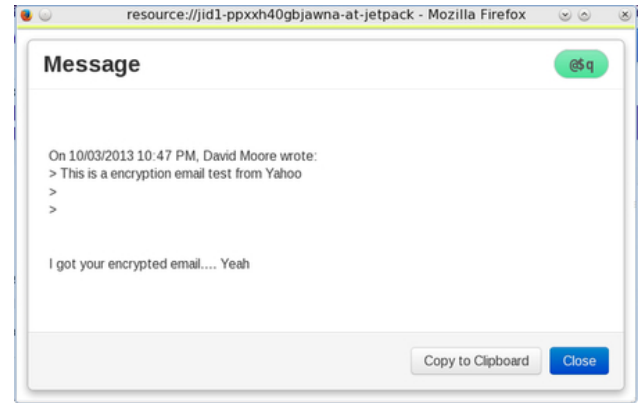 resource://jid1-ppxxh40gbjawna-at-jetpack - Mozilla Firefox
Message
@$q
On 10/03/2013 10:47 PM, David Moore wrote:
> This is a encryption email test from Yahoo
>
>
I got your encrypted email.... Yeah
Copy to Clipboard
Close